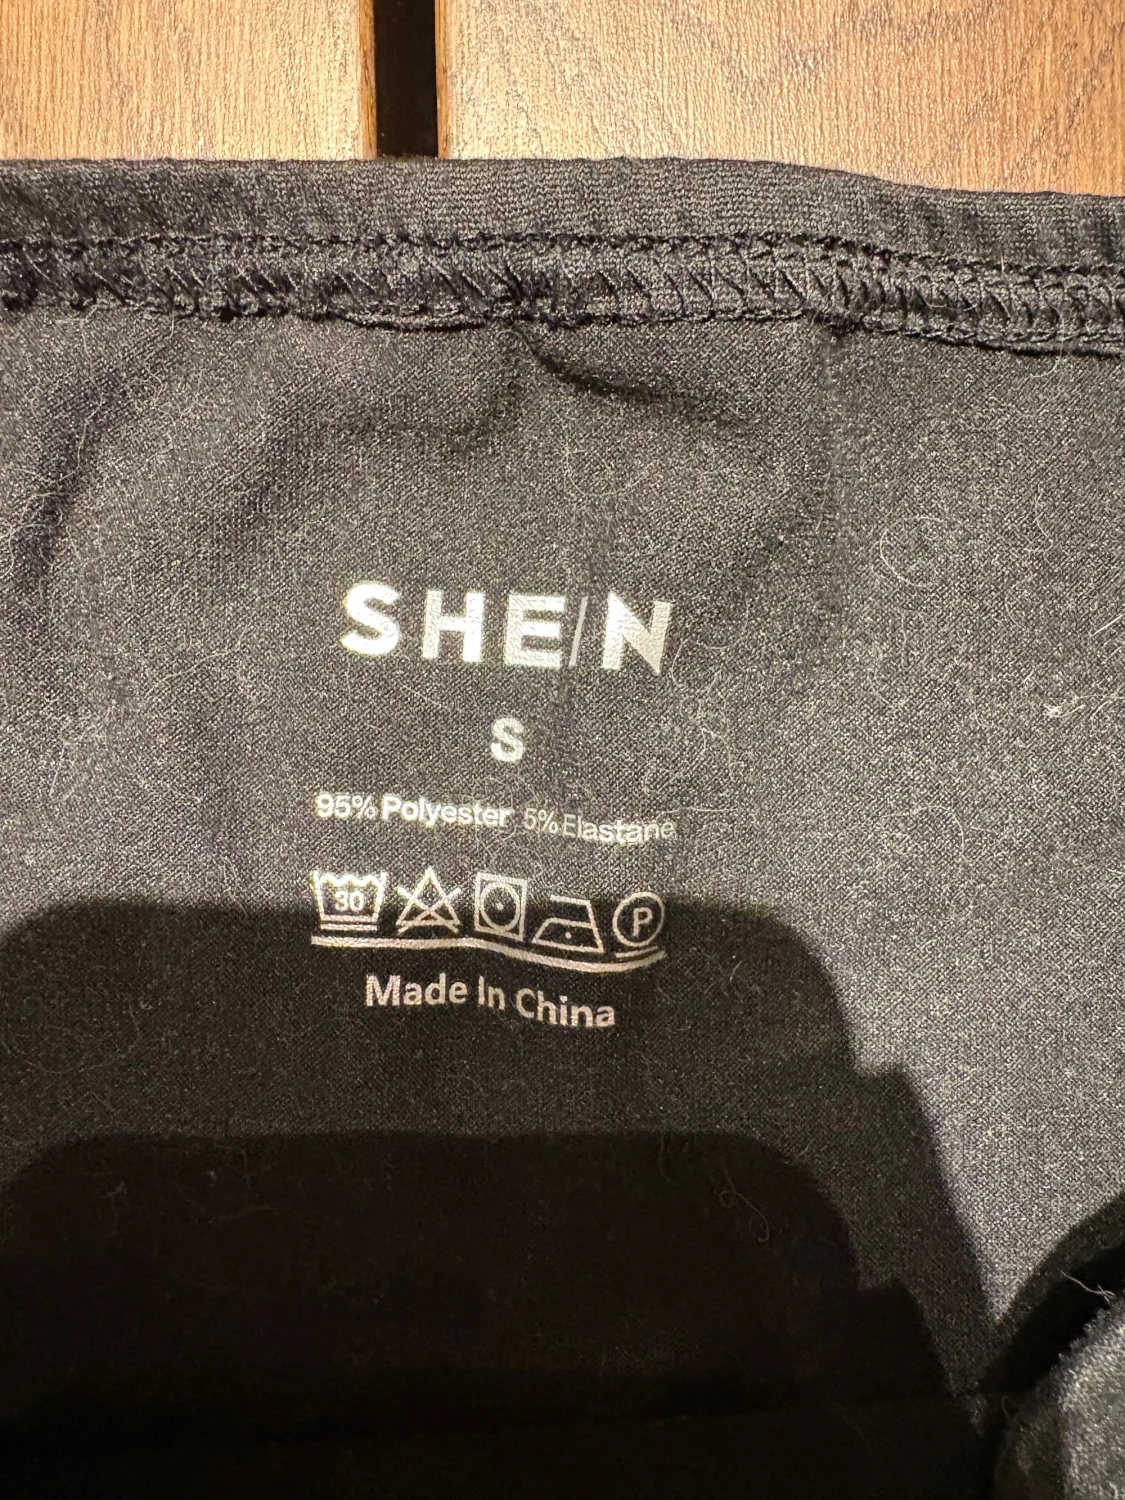 SHEIN
S
95% Polyester 5% Elastane
30 P
Made In China